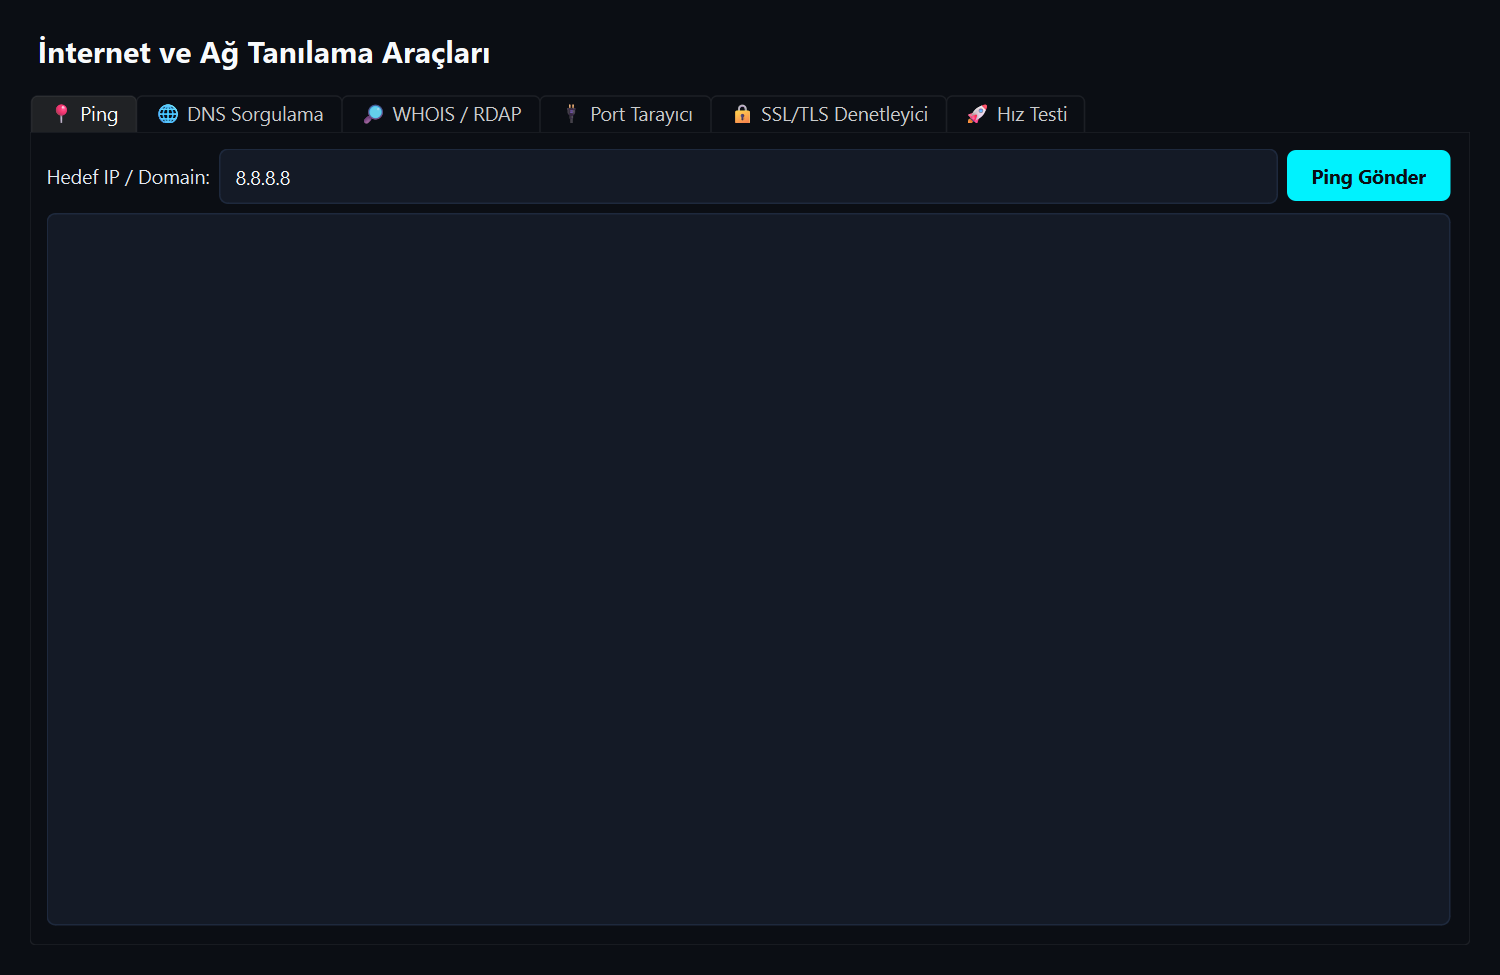 İnternet ve Ağ Tanılama Araçları
Ping DNS Sorgulama WHOIS / RDAP Port Tarayıcı SSL/TLS Denetleyici Hız Testi
Hedef IP / Domain: 8.8.8.8 Ping Gönder